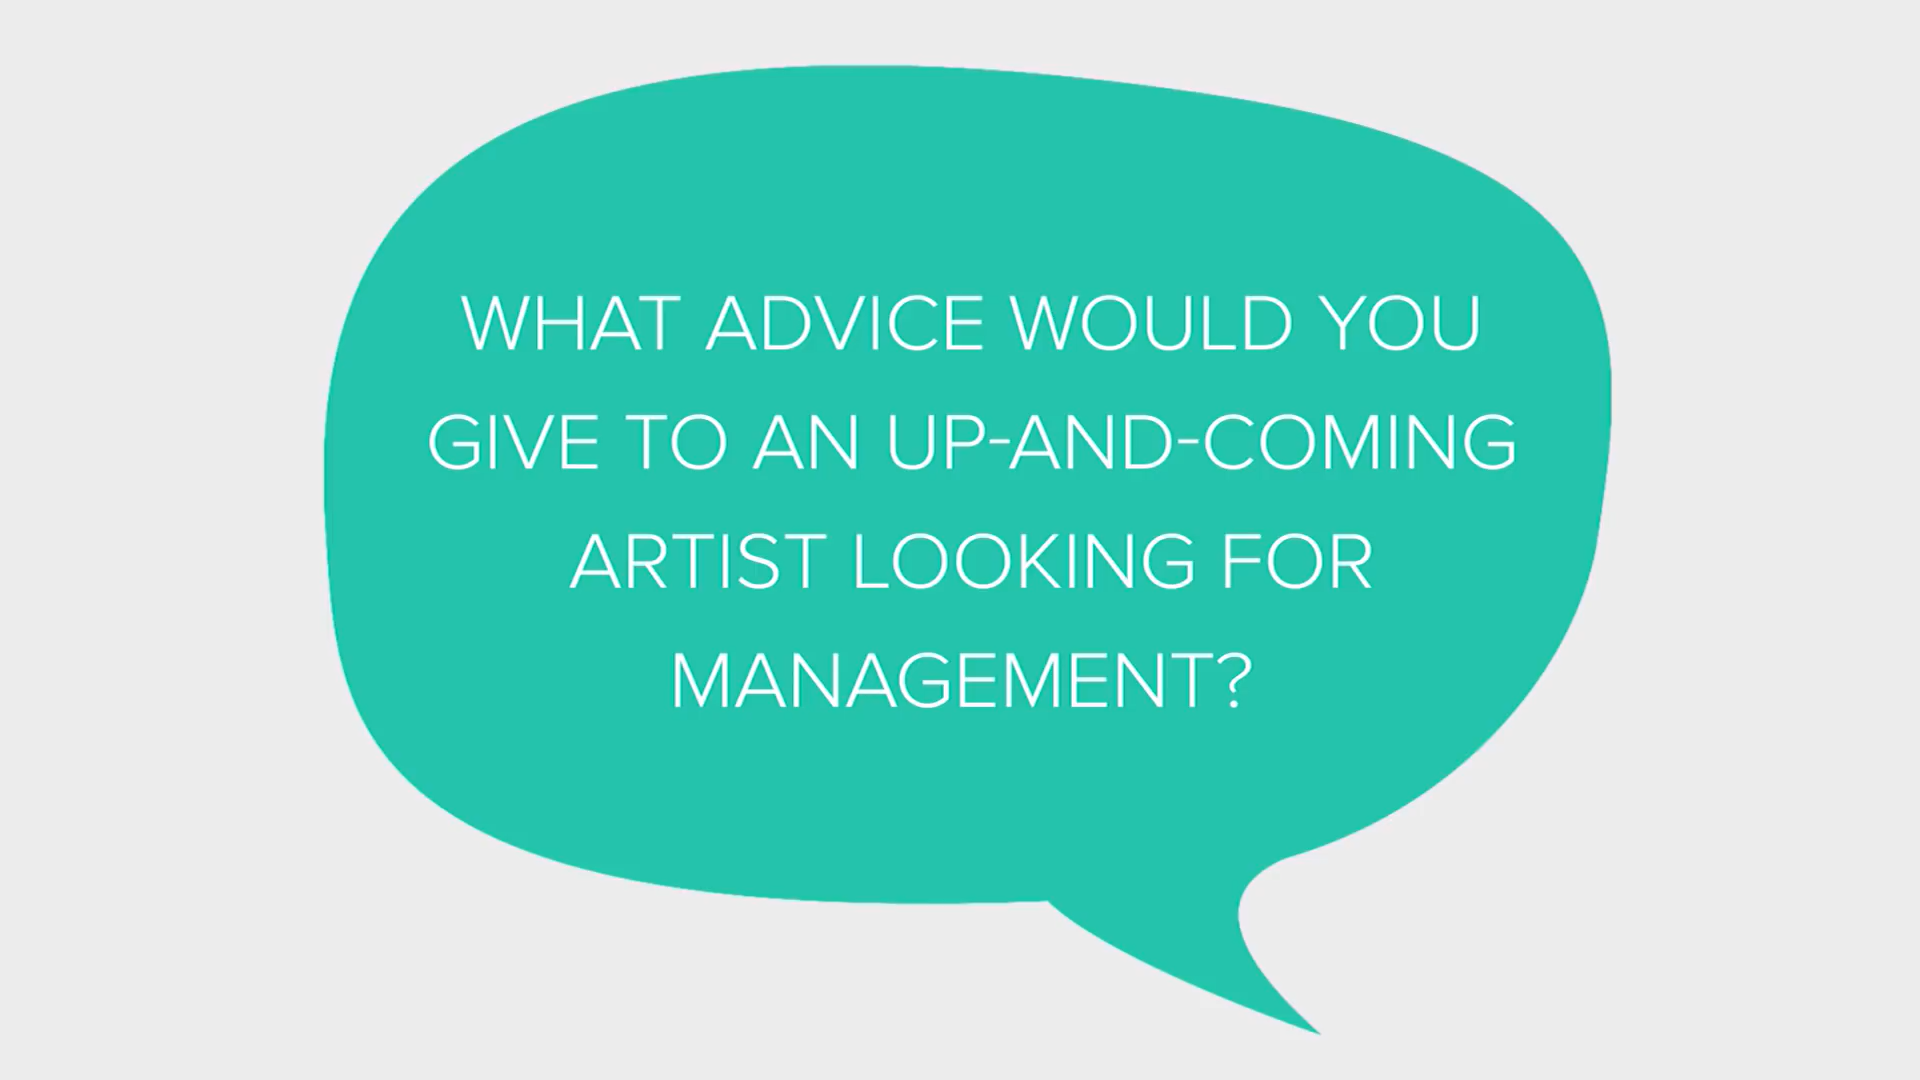 WHAT ADVICE WOULD YOU
GIVE TO AN UP-AND-COMING
ARTIST LOOKING FOR
MANAGEMENT?